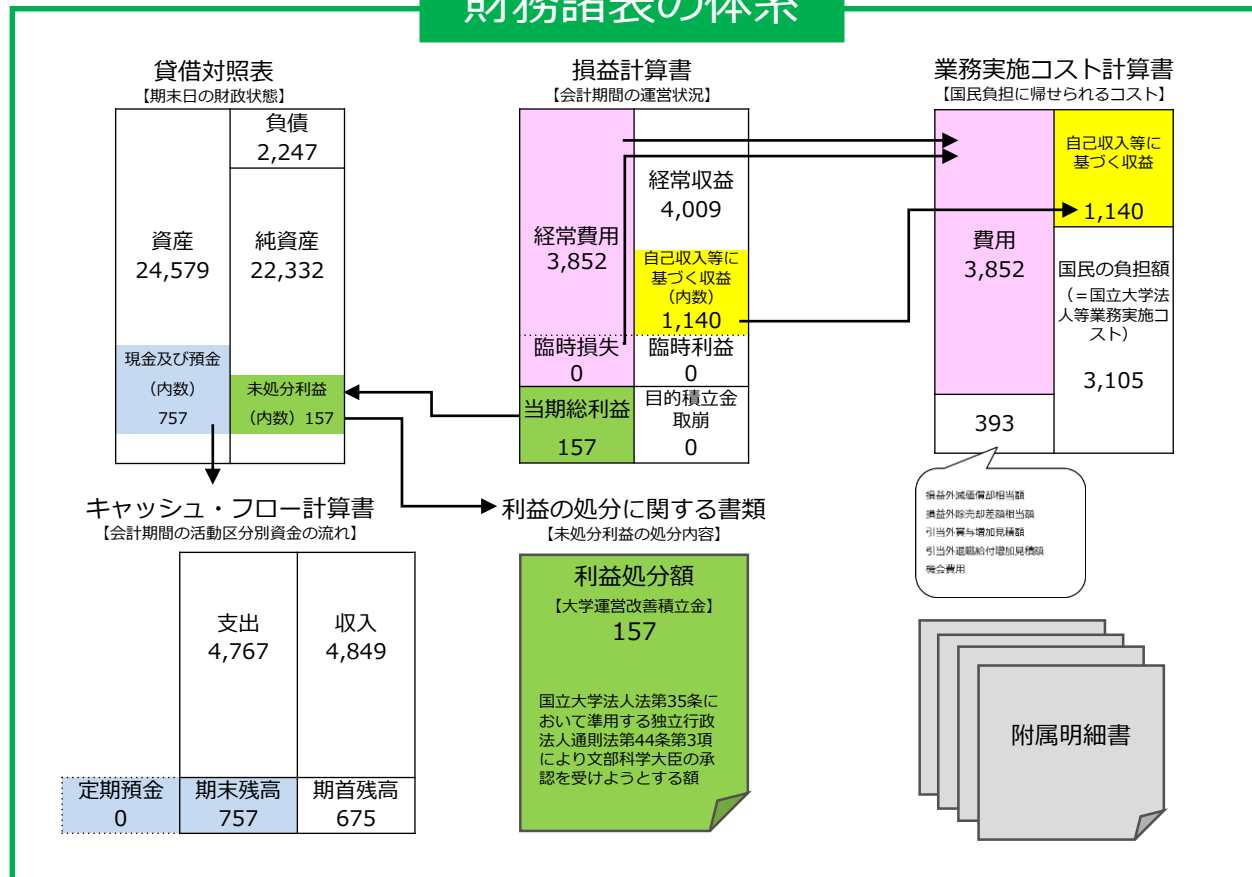 財務諸表の体系
貸借対照表
【期末日の財政状態】
負債
2,247
資産
24,579
純資産
22,332
現金及び預金
(内数)
757
未処分利益
(内数) 157
損益計算書
【会計期間の運営状況】
経常費用
3,852
経常収益
4,009
自己収入等に
基づく収益
(内数)
1,140
臨時損失
0
臨時利益
0
当期総利益
157
目的積立金
取崩
0
業務実施コスト計算書
【国民負担に帰せられるコスト】
費用
3,852
自己収入等に
基づく収益
1,140
国民の負担額
(=国立大学法
人等業務実施コ
スト)
3,105
393
損益外減価償却相当額
損益外除売却差額相当額
引当外賞与増加見積額
引当外退職給付増加見積額
機会費用
キャッシュ・フロー計算書
【会計期間の活動区分別資金の流れ】
支出
4,767
収入
4,849
定期預金
0
期末残高
757
期首残高
675
利益の処分に関する書類
【未処分利益の処分内容】
利益処分額
【大学運営改善積立金】
157
国立大学法人法第35条に
おいて準用する独立行政
法人通則法第44条第3項
により文部科学大臣の承
認を受けようとする額
附属明細書